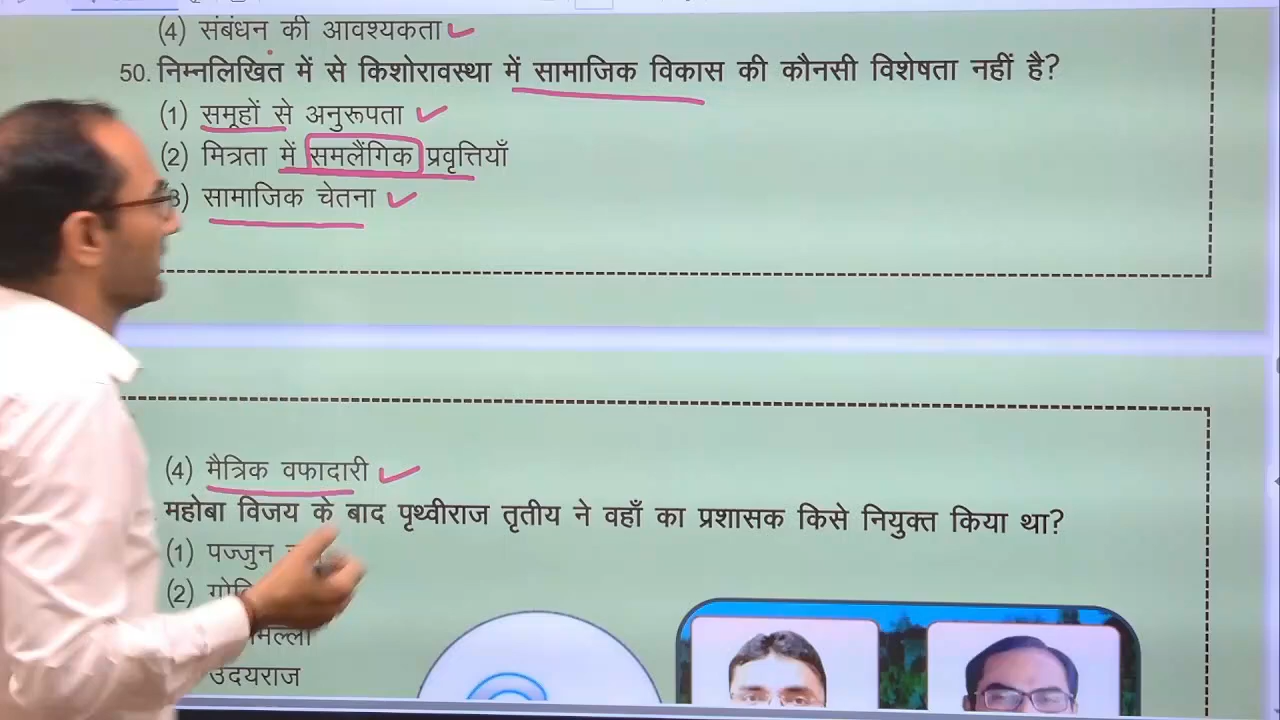 (4) संबंधन की आवश्यकता
50. निम्नलिखित में से किशोरावस्था में सामाजिक विकास की कौनसी विशेषता नहीं है?
(1) समूहों से अनुरूपता
(2) मित्रता में समलैंगिक प्रवृत्तियाँ
3) सामाजिक चेतना
(4) मैत्रिक वफादारी
महोबा विजय के बाद पृथ्वीराज तृतीय ने वहाँ का प्रशासक किसे नियुक्त किया था?
(1) पज्जुन
(2)
उदयराज